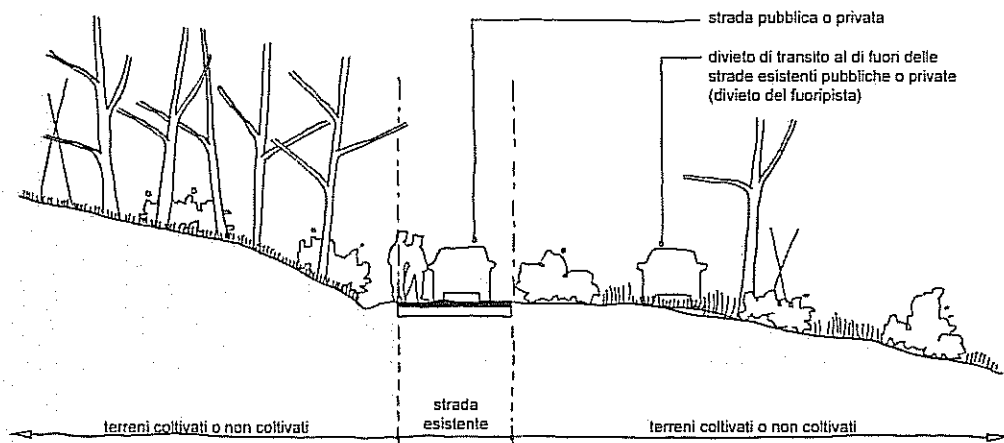 strada pubblica o privata
divieto di transito al di fuori delle
strade esistenti pubbliche o private
(divieto del fuoripista)
terreni coltivati o non coltivati
strada
esistente
terreni coltivati o non coltivati